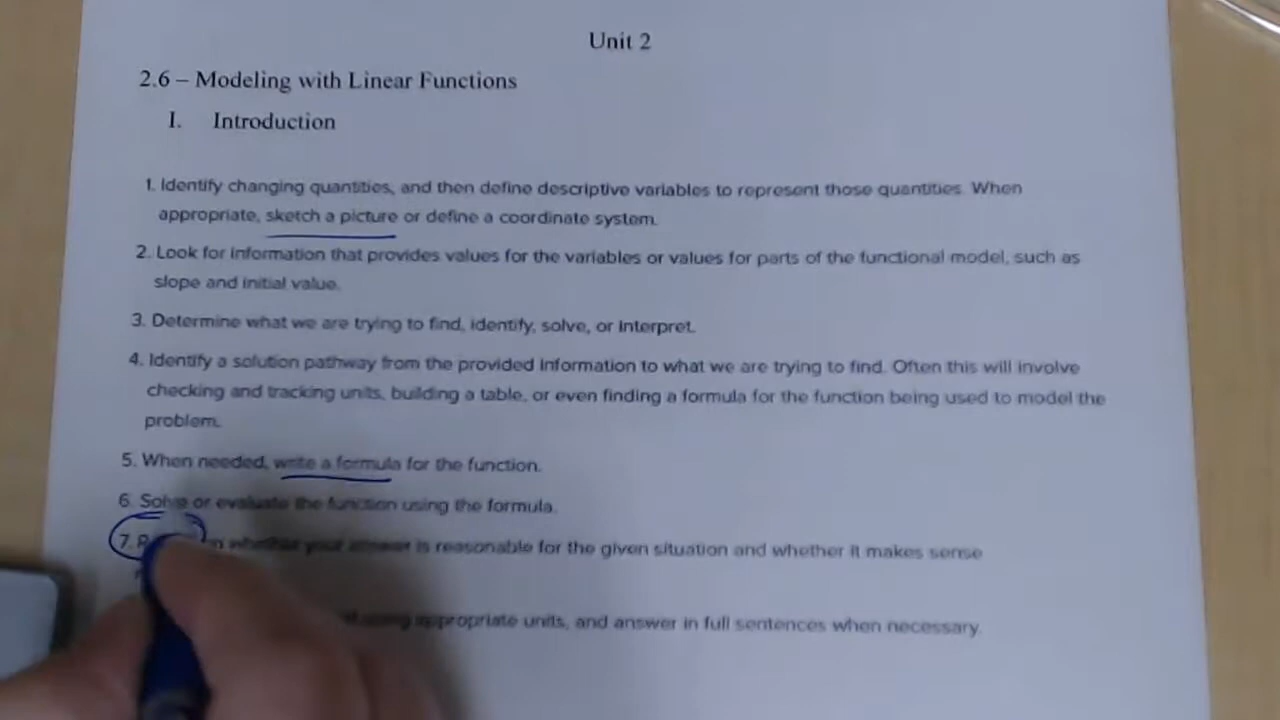 Unit 2
2.6 – Modeling with Linear Functions
I. Introduction
1. Identify changing quantities, and then define descriptive variables to represent those quantities. When
appropriate, sketch a picture or define a coordinate system.
2. Look for information that provides values for the variables or values for parts of the functional model, such as
slope and initial value.
3. Determine what we are trying to find, identify, solve, or interpret.
4. Identify a solution pathway from the provided information to what we are trying to find. Often this will involve
checking and tracking units, building a table, or even finding a formula for the function being used to model the
problem.
5. When needed, write a formula for the function.
6. Solve or evaluate the function using the formula.
7. whether your answer is reasonable for the given situation and whether it makes sense
appropriate units, and answer in full sentences when necessary.